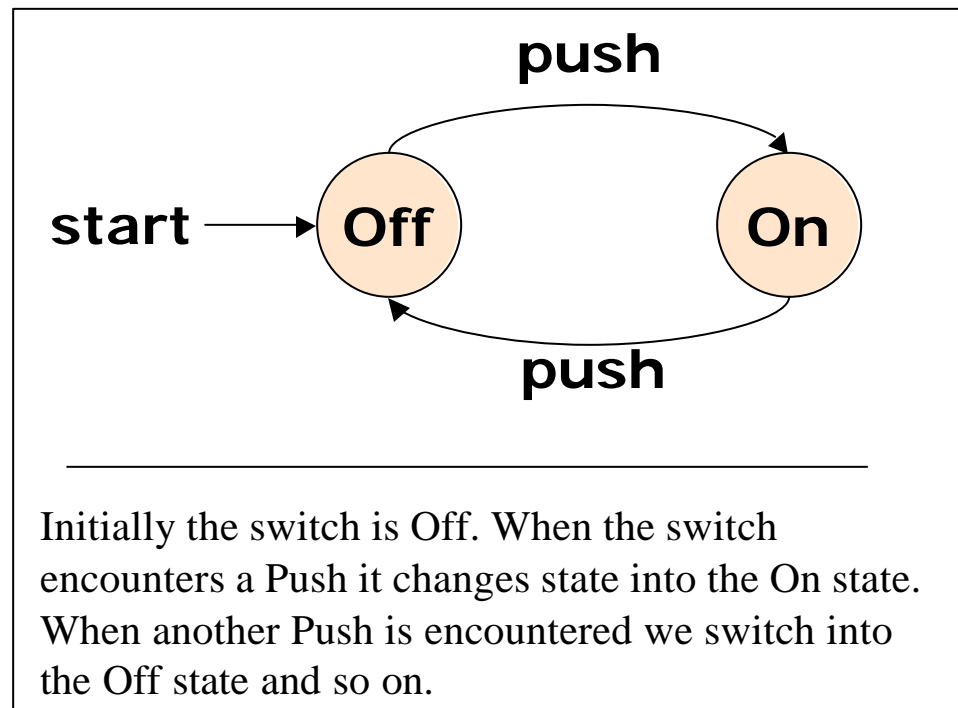 push
start
Off
On
push
Initially the switch is Off. When the switch
encounters a Push it changes state into the On state.
When another Push is encountered we switch into
the Off state and so on.